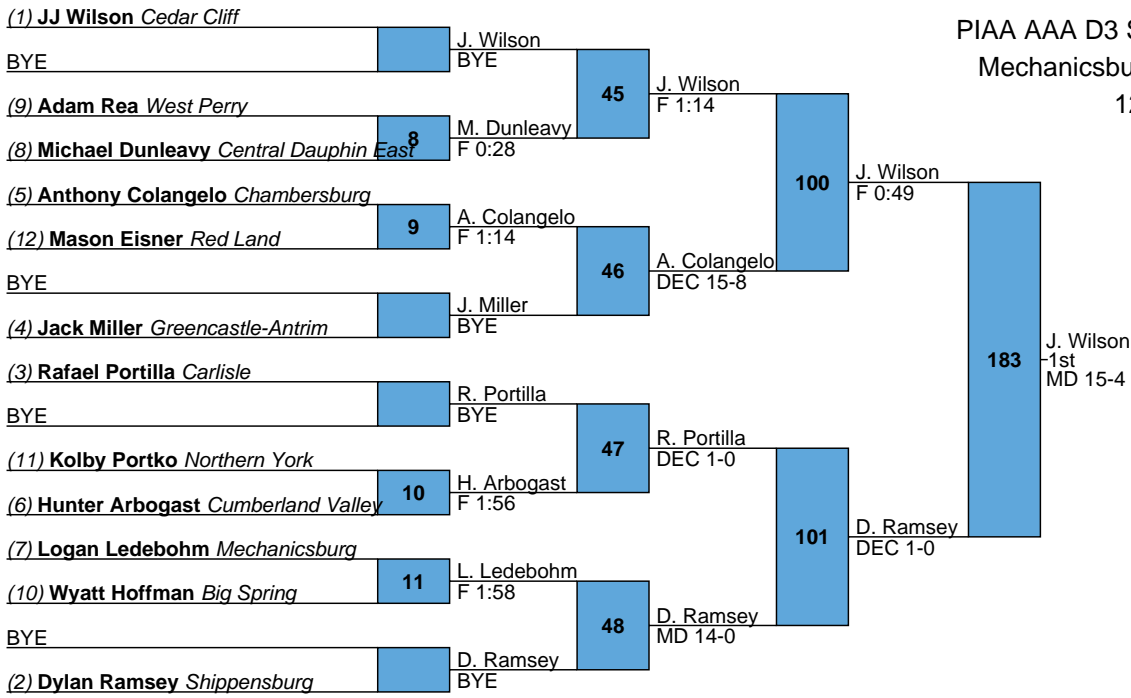 (1) JJ Wilson Cedar Cliff
BYE
(9) Adam Rea West Perry
(8) Michael Dunleavy Central Dauphin East
(5) Anthony Colangelo Chambersburg
(12) Mason Eisner Red Land
BYE
(4) Jack Miller Greencastle-Antrim
(3) Rafael Portilla Carlisle
BYE
(11) Kolby Portko Northern York
(6) Hunter Arbogast Cumberland Valley
(7) Logan Ledebohm Mechanicsburg
(10) Wyatt Hoffman Big Spring
BYE
(2) Dylan Ramsey Shippensburg
8
9
10
11
J. Wilson
BYE
M. Dunleavy
F 0:28
A. Colangelo
F 1:14
J. Miller
BYE
R. Portilla
BYE
H. Arbogast
F 1:56
L. Ledebohm
F 1:58
D. Ramsey
BYE
45
46
47
48
J. Wilson
F 1:14
A. Colangelo
DEC 15-8
R. Portilla
DEC 1-0
D. Ramsey
MD 14-0
100
101
J. Wilson
F 0:49
D. Ramsey
DEC 1-0
183
J. Wilson
1st
MD 15-4
PIAA AAA D3 S
Mechanicsbu
12